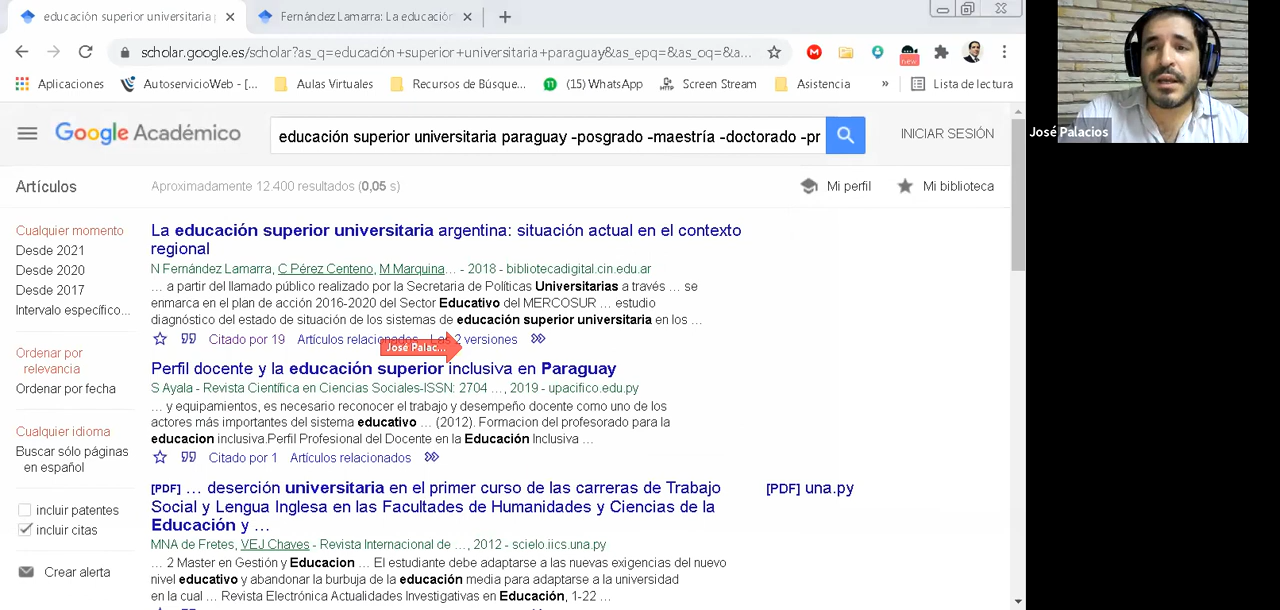 educación superior universitaria p
Fernández Lamarra: La educación
scholar.google.es/scholar?as_q=educación+superior+universitaria+paraguay&as_epq=&as_oq=&a...
new
Aplicaciones
AutoservicioWeb - [...
Aulas Virtuales
Recursos de Búsque...
(15) WhatsApp
Screen Stream
Asistencia
»
Lista de lectura
Google Académico
educación superior universitaria paraguay -posgrado -maestría -doctorado -pr
INICIAR SESIÓN
José Palacios
Artículos
Aproximadamente 12.400 resultados (0,05 s)
Mi perfil
Mi biblioteca
Cualquier momento
Desde 2021
Desde 2020
Desde 2017
Intervalo específico...
Ordenar por
relevancia
Ordenar por fecha
Cualquier idioma
Buscar sólo páginas
en español
incluir patentes
incluir citas
Crear alerta
La educación superior universitaria argentina: situación actual en el contexto
regional
N Fernández Lamarra, C Pérez Centeno, M Marquina... - 2018 - bibliotecadigital.cin.edu.ar
... a partir del llamado público realizado por la Secretaria de Políticas Universitarias a través ... se
enmarca en el plan de acción 2016-2020 del Sector Educativo del MERCOSUR ... estudio
diagnóstico del estado de situación de los sistemas de educación superior universitaria en los ...
Citado por 19 Artículos relacionados Las 2 versiones
José Palac...
Perfil docente y la educación superior inclusiva en Paraguay
S Ayala - Revista Científica en Ciencias Sociales-ISSN: 2704 ..., 2019 - upacifico.edu.py
... y equipamientos, es necesario reconocer el trabajo y desempeño docente como uno de los
actores más importantes del sistema educativo ... (2012). Formacion del profesorado para la
educacion inclusiva.Perfil Profesional del Docente en la Educación Inclusiva ...
Citado por 1 Artículos relacionados
[PDF] ... deserción universitaria en el primer curso de las carreras de Trabajo
Social y Lengua Inglesa en las Facultades de Humanidades y Ciencias de la
Educación y ...
[PDF] una.py
MNA de Fretes, VEJ Chaves - Revista Internacional de ..., 2012 - scielo.iics.una.py
... 2 Master en Gestión y Educacion ... El estudiante debe adaptarse a las nuevas exigencias del nuevo
nivel educativo y abandonar la burbuja de la educación media para adaptarse a la universidad
en la cual ... Revista Electrónica Actualidades Investigativas en Educación, 1-22 ...